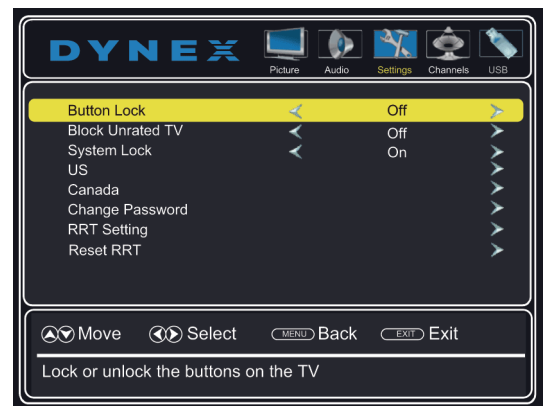 DYNEX
Picture Audio Settings Channels USB
Button Lock Off
Block Unrated TV Off
System Lock On
US
Canada
Change Password
RRT Setting
Reset RRT
Move Select MENU Back EXIT Exit
Lock or unlock the buttons on the TV